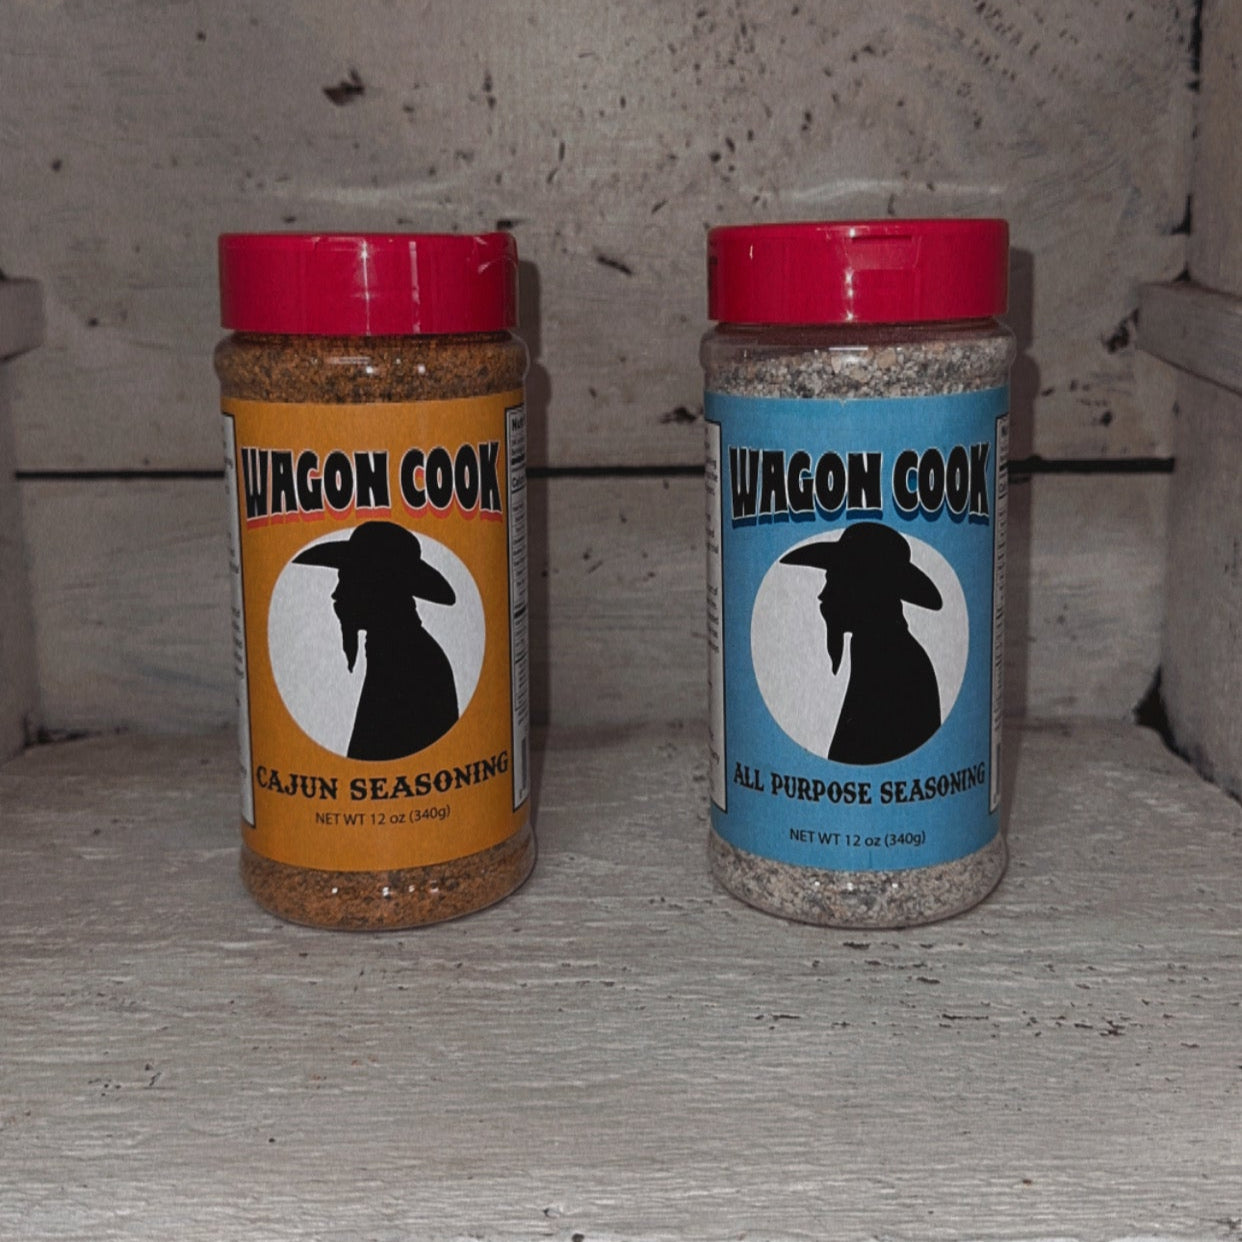 WAGON COOK
CAJUN SEASONING
NET WT 12 oz (340g)
WAGON COOK
ALL PURPOSE SEASONING
NET WT 12 oz (340g)